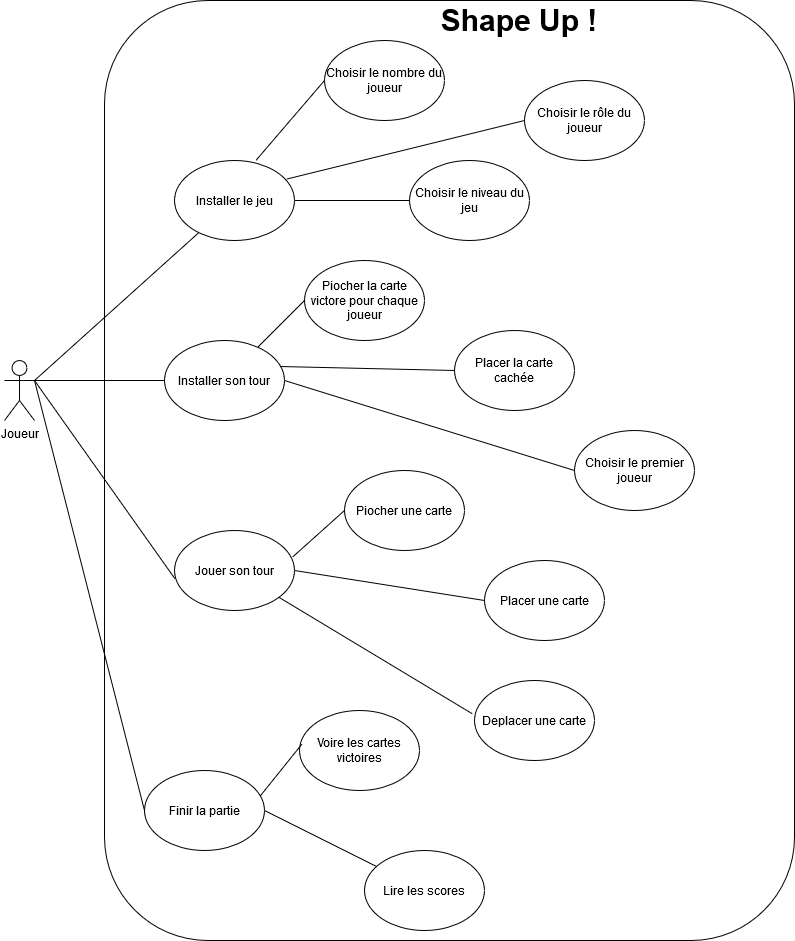 Shape Up !
Choisir le nombre du
joueur
Choisir le rôle du
joueur
Installer le jeu
Choisir le niveau du
jeu
Piocher la carte
victore pour chaque
joueur
Installer son tour
Placer la carte
cachée
Joueur
Choisir le premier
joueur
Piocher une carte
Jouer son tour
Placer une carte
Deplacer une carte
Voire les cartes
victoires
Finir la partie
Lire les scores